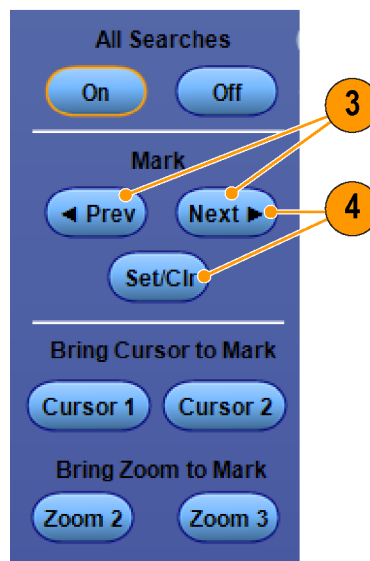 All Searches
On Off
3
Mark
◄ Prev Next ►
4
Set/Clr
Bring Cursor to Mark
Cursor 1 Cursor 2
Bring Zoom to Mark
Zoom 2 Zoom 3